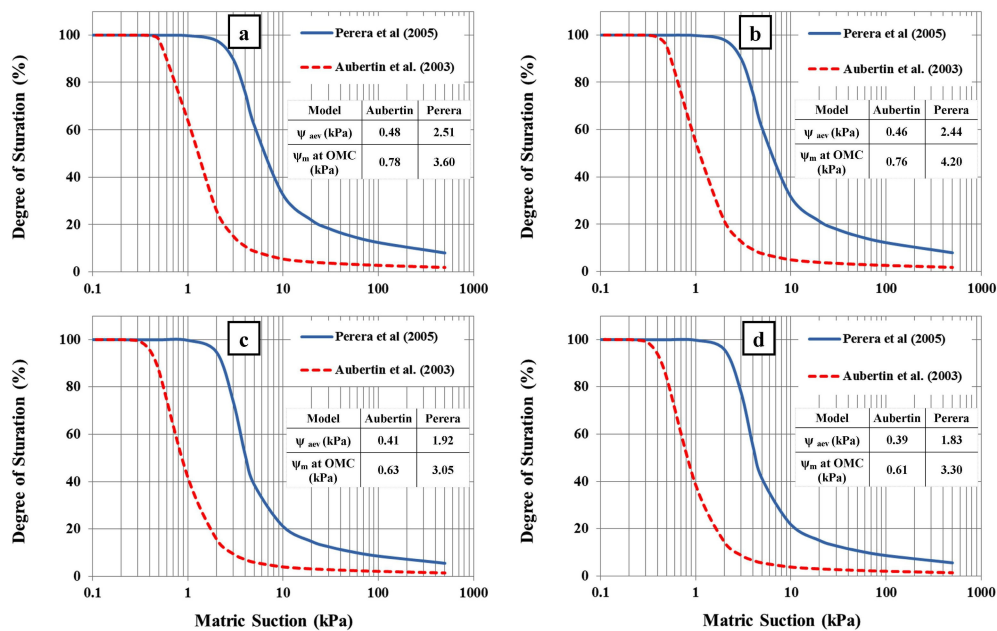 a
Degree of Sturation (%)
100
80
60
40
20
0
0.1
1
10
100
1000
Perera et al (2005)
Aubertin et al. (2003)
Model Aubertin Perera
ψ aev (kPa) 0.48 2.51
ψm at OMC (kPa) 0.78 3.60
b
Degree of Sturation (%)
100
80
60
40
20
0
0.1
1
10
100
1000
Perera et al (2005)
Aubertin et al. (2003)
Model Aubertin Perera
ψ aev (kPa) 0.46 2.44
ψm at OMC (kPa) 0.76 4.20
c
Degree of Sturation (%)
100
80
60
40
20
0
0.1
1
10
100
1000
Matric Suction (kPa)
Perera et al (2005)
Aubertin et al. (2003)
Model Aubertin Perera
ψ aev (kPa) 0.41 1.92
ψm at OMC (kPa) 0.63 3.05
d
Degree of Sturation (%)
100
80
60
40
20
0
0.1
1
10
100
1000
Matric Suction (kPa)
Perera et al (2005)
Aubertin et al. (2003)
Model Aubertin Perera
ψ aev (kPa) 0.39 1.83
ψm at OMC (kPa) 0.61 3.30